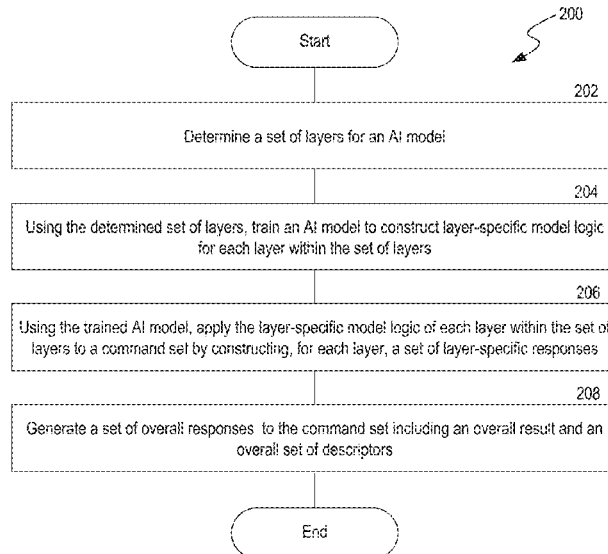 200
Start
202
Determine a set of layers for an AI model
204
Using the determined set of layers, train an AI model to construct layer-specific model logic
for each layer within the set of layers
206
Using the trained AI model, apply the layer-specific model logic of each layer within the set of
layers to a command set by constructing, for each layer, a set of layer-specific responses
208
Generate a set of overall responses to the command set including an overall result and an
overall set of descriptors
End